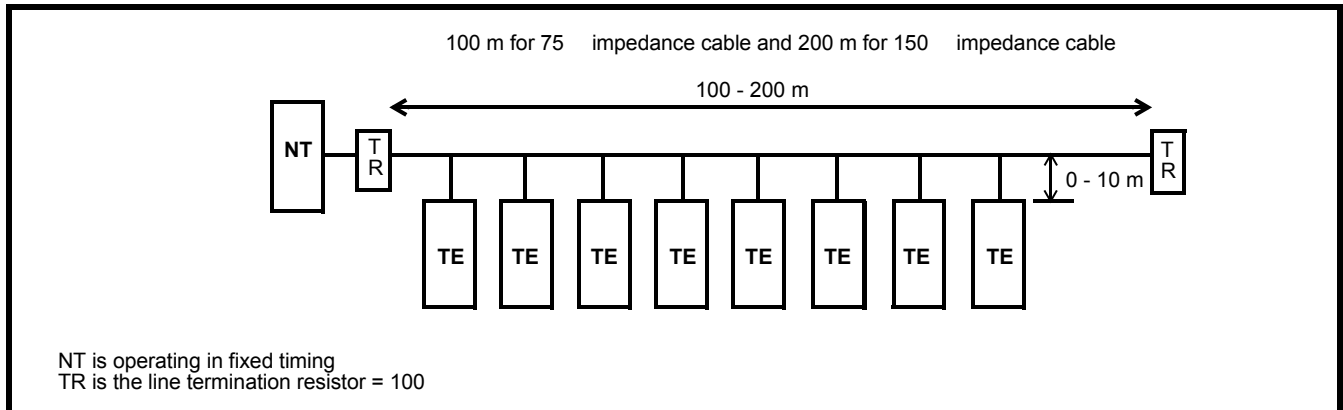 100 m for 75 impedance cable and 200 m for 150 impedance cable
100 - 200 m
NT
T
R
T
R
0 - 10 m
TE TE TE TE TE TE TE TE
NT is operating in fixed timing
TR is the line termination resistor = 100